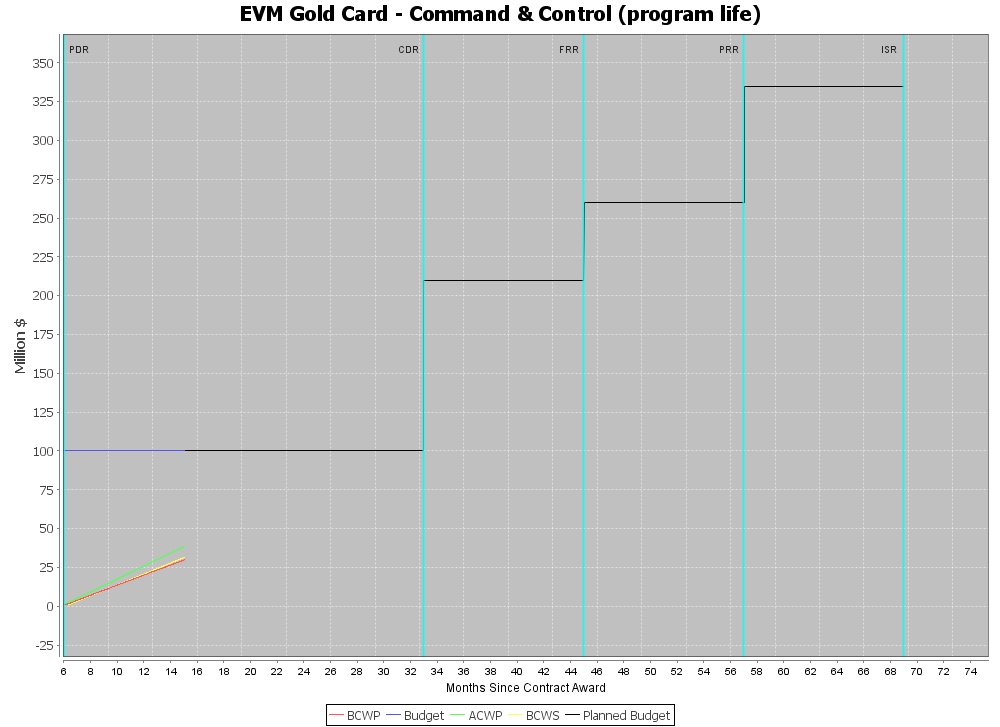 EVM Gold Card - Command & Control (program life)
PDR CDR FRR PRR ISR
350
325
300
275
250
225
200
175
150
125
100
75
50
25
0
-25
Million $
6 8 10 12 14 16 18 20 22 24 26 28 30 32 34 36 38 40 42 44 46 48 50 52 54 56 58 60 62 64 66 68 70 72 74
Months Since Contract Award
BCWP Budget ACWP BCWS Planned Budget